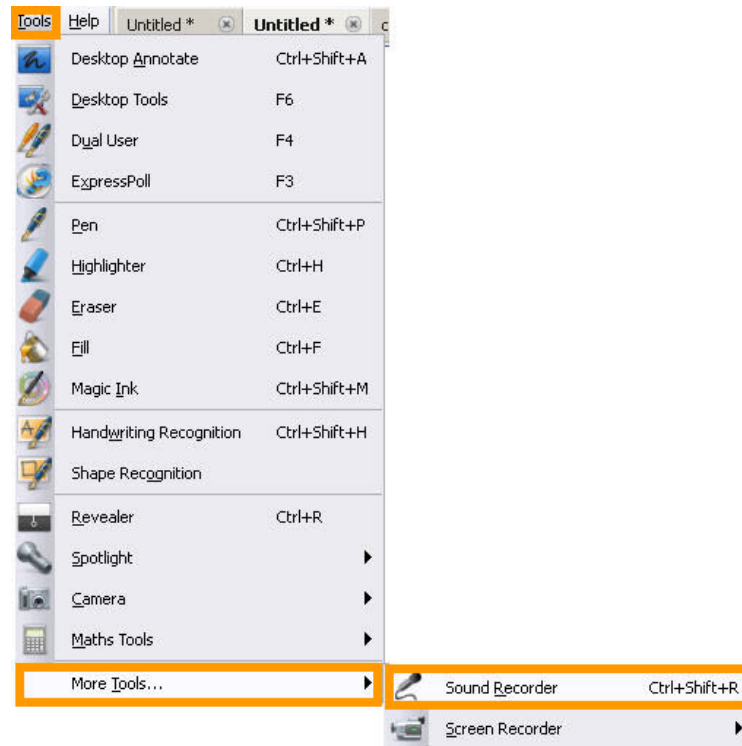 Tools Help Untitled * Untitled *
Desktop Annotate Ctrl+Shift+A
Desktop Tools F6
Dual User F4
ExpressPoll F3
Pen Ctrl+Shift+P
Highlighter Ctrl+H
Eraser Ctrl+E
Fill Ctrl+F
Magic Ink Ctrl+Shift+M
Handwriting Recognition Ctrl+Shift+H
Shape Recognition
Revealer Ctrl+R
Spotlight
Camera
Maths Tools
More Tools...
Sound Recorder Ctrl+Shift+R
Screen Recorder